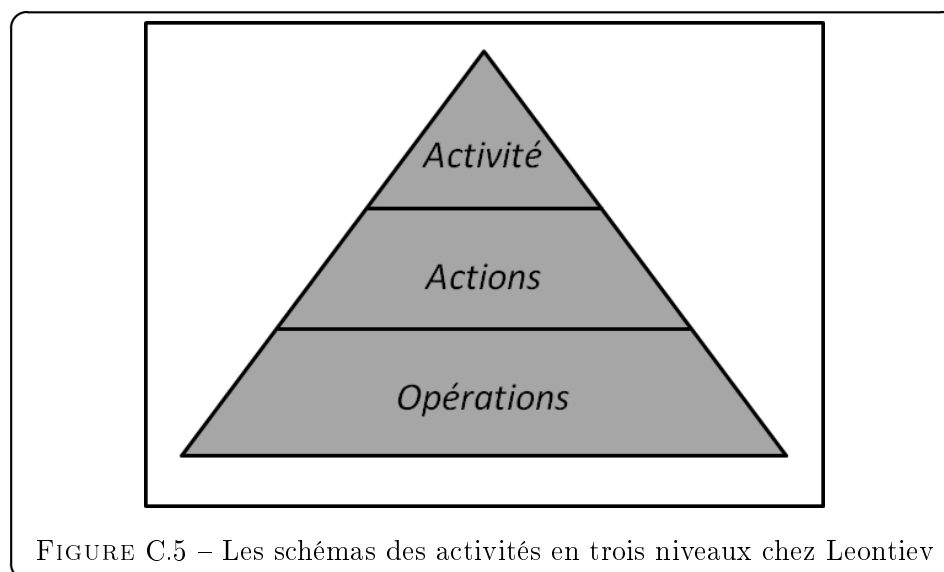 Activité
Actions
Opérations
FIGURE C.5 – Les schémas des activités en trois niveaux chez Leontiev